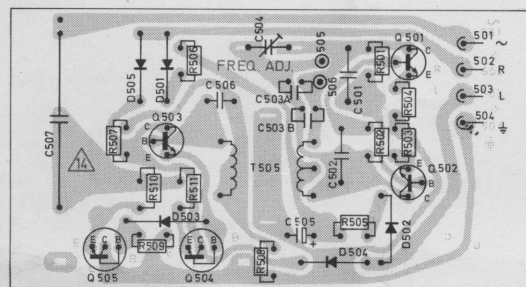 C504
Q501
501 ~
502 R
503 L
504
C
B
E
R506
FREQ ADJ.
505
506
R501
D505
D501
C506
C503A
C501
R504
C507
Q503
C
B
E
R507
C503B
R502
R503
14
T505
C502
E
Q502
B
C
R510
R511
D503
C505
+
R505
D502
E C B
R509
E C B
R508
D504
Q505
Q504